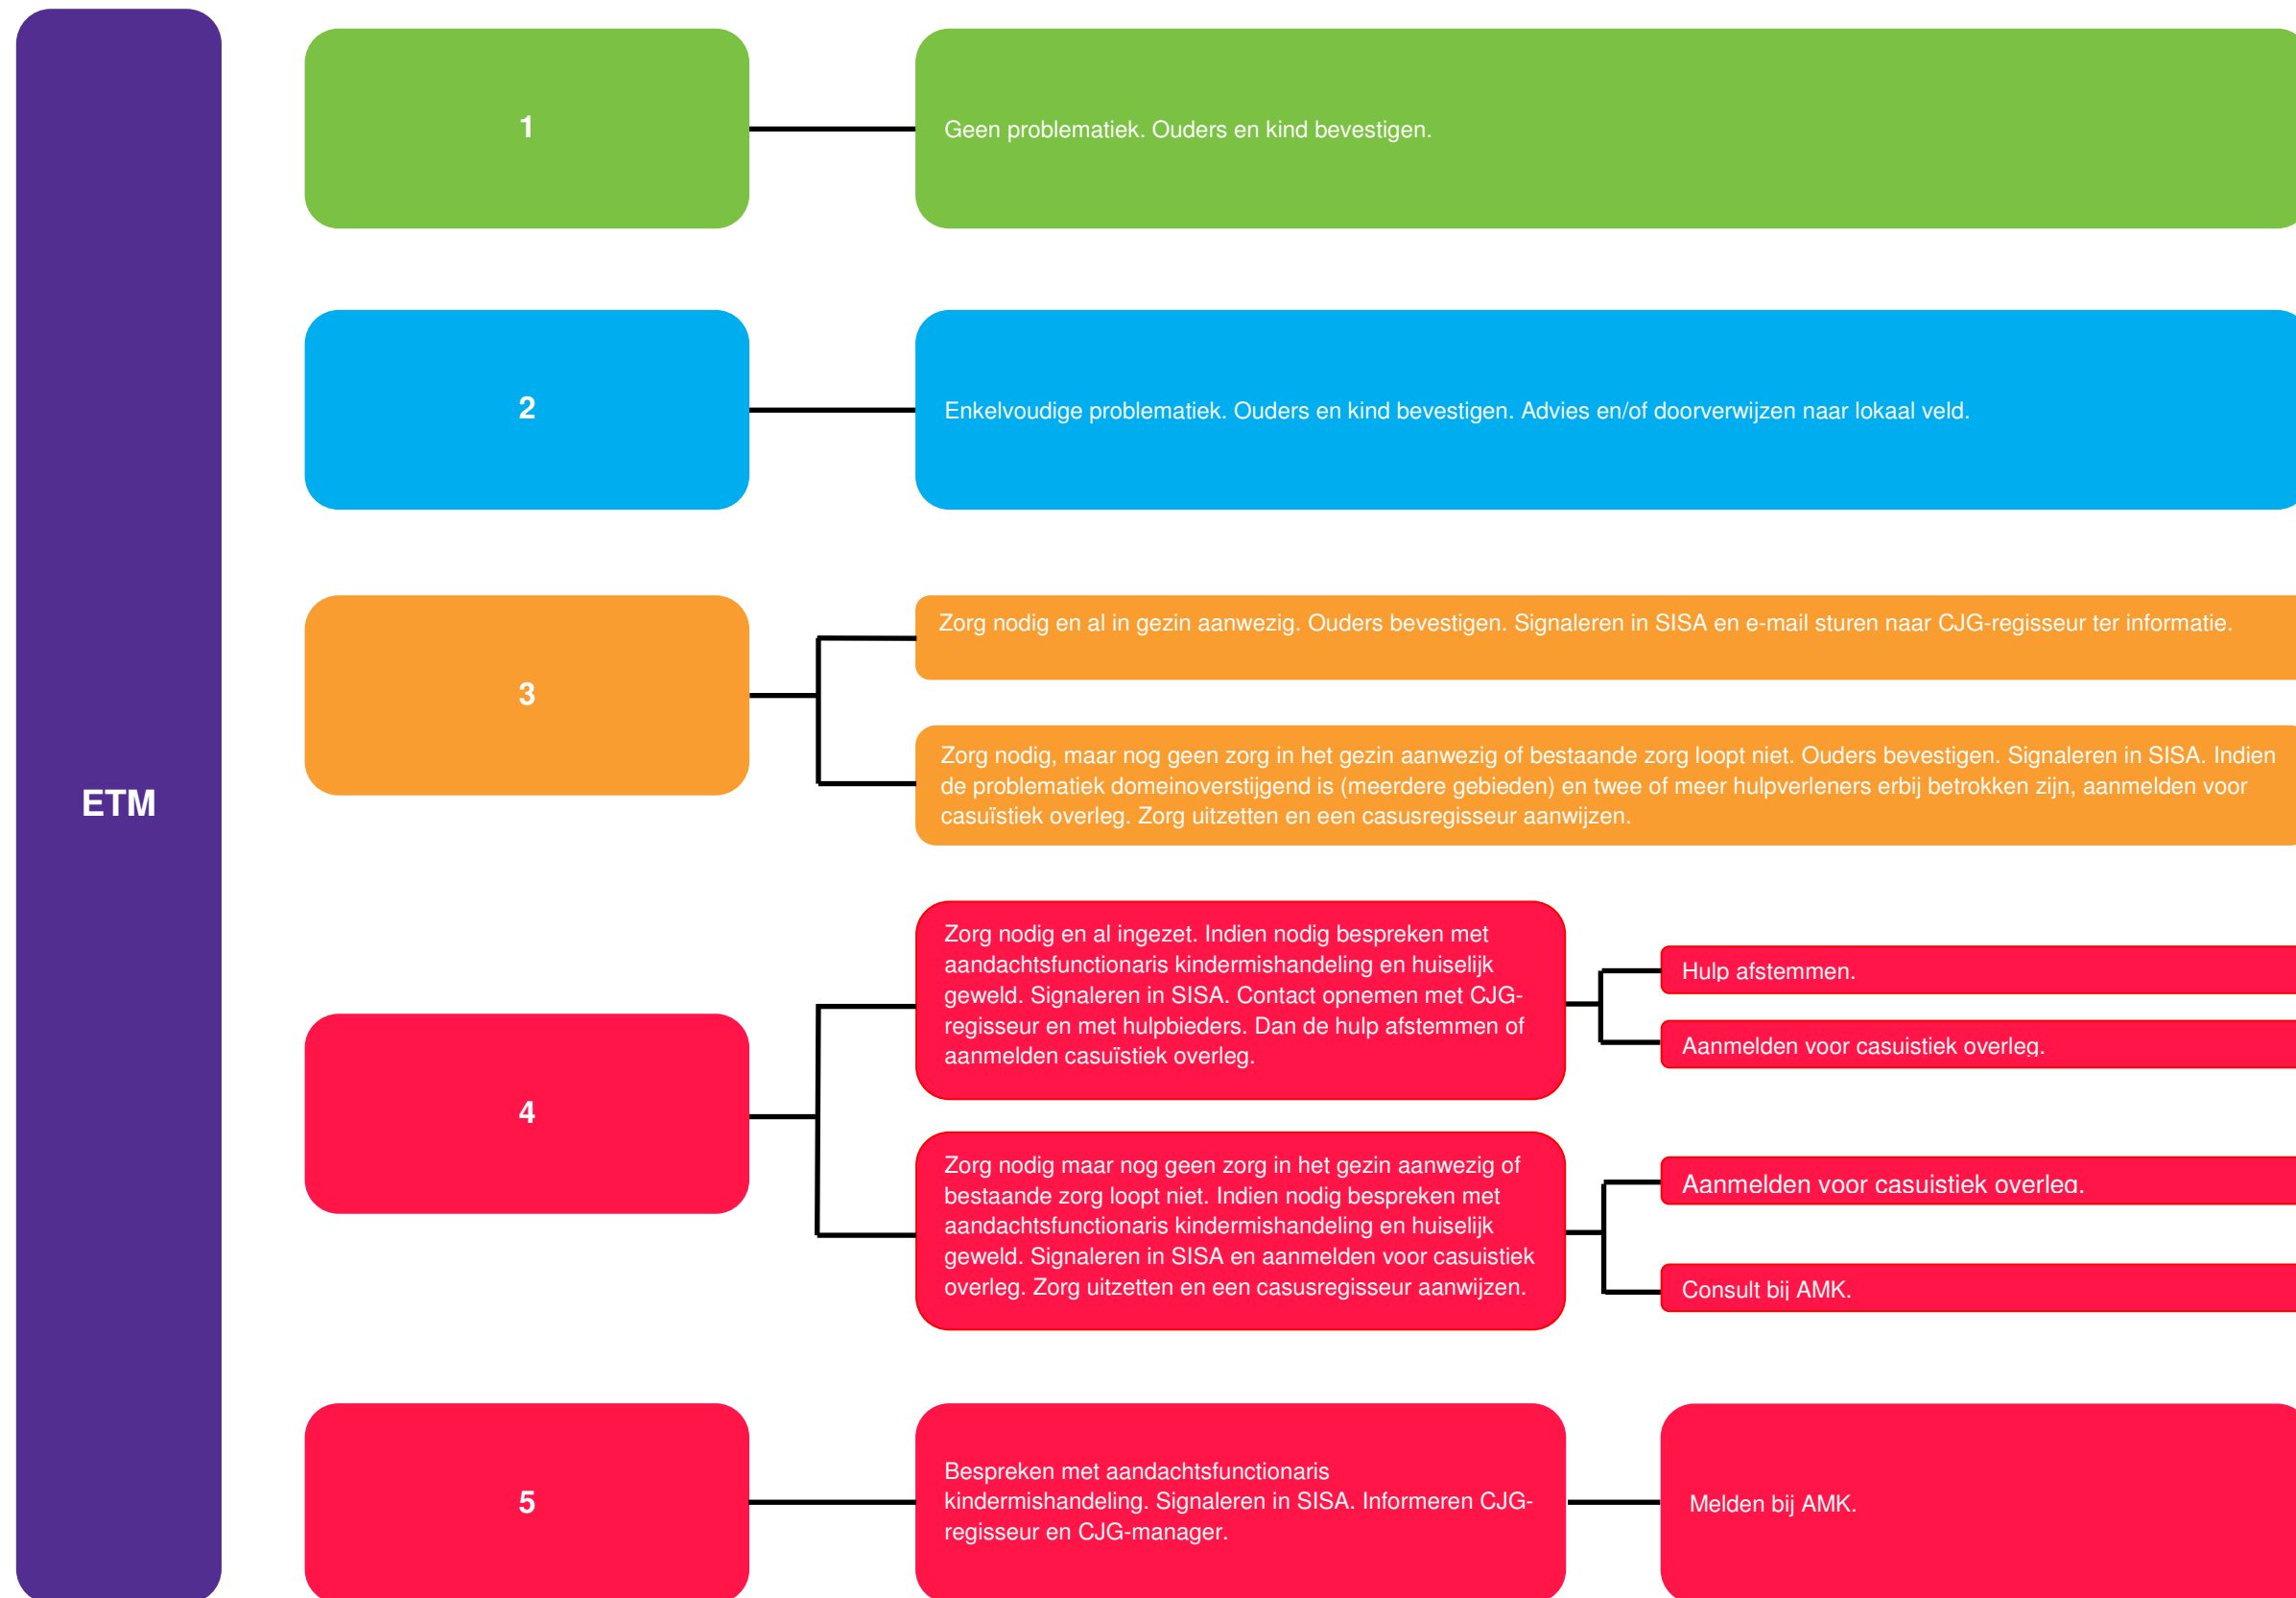 ETM
1
Geen problematiek. Ouders en kind bevestigen.
2
Enkelvoudige problematiek. Ouders en kind bevestigen. Advies en/of doorverwijzen naar lokaal veld.
3
Zorg nodig en al in gezin aanwezig. Ouders bevestigen. Signaleren in SISA en e-mail sturen naar CJG-regisseur ter informatie.
Zorg nodig, maar nog geen zorg in het gezin aanwezig of bestaande zorg loopt niet. Ouders bevestigen. Signaleren in SISA. Indien
de problematiek domeinoverstijgend is (meerdere gebieden) en twee of meer hulpverleners erbij betrokken zijn, aanmelden voor
casuïstiek overleg. Zorg uitzetten en een casusregisseur aanwijzen.
4
Zorg nodig en al ingezet. Indien nodig bespreken met
aandachtsfunctionaris kindermishandeling en huiselijk
geweld. Signaleren in SISA. Contact opnemen met CJG-
regisseur en met hulpbieders. Dan de hulp afstemmen of
aanmelden casuïstiek overleg.
Hulp afstemmen.
Aanmelden voor casuistiek overleg.
Zorg nodig maar nog geen zorg in het gezin aanwezig of
bestaande zorg loopt niet. Indien nodig bespreken met
aandachtsfunctionaris kindermishandeling en huiselijk
geweld. Signaleren in SISA en aanmelden voor casuistiek
overleg. Zorg uitzetten en een casusregisseur aanwijzen.
Aanmelden voor casuistiek overleg.
Consult bij AMK.
5
Bespreken met aandachtsfunctionaris
kindermishandeling. Signaleren in SISA. Informeren CJG-
regisseur en CJG-manager.
Melden bij AMK.